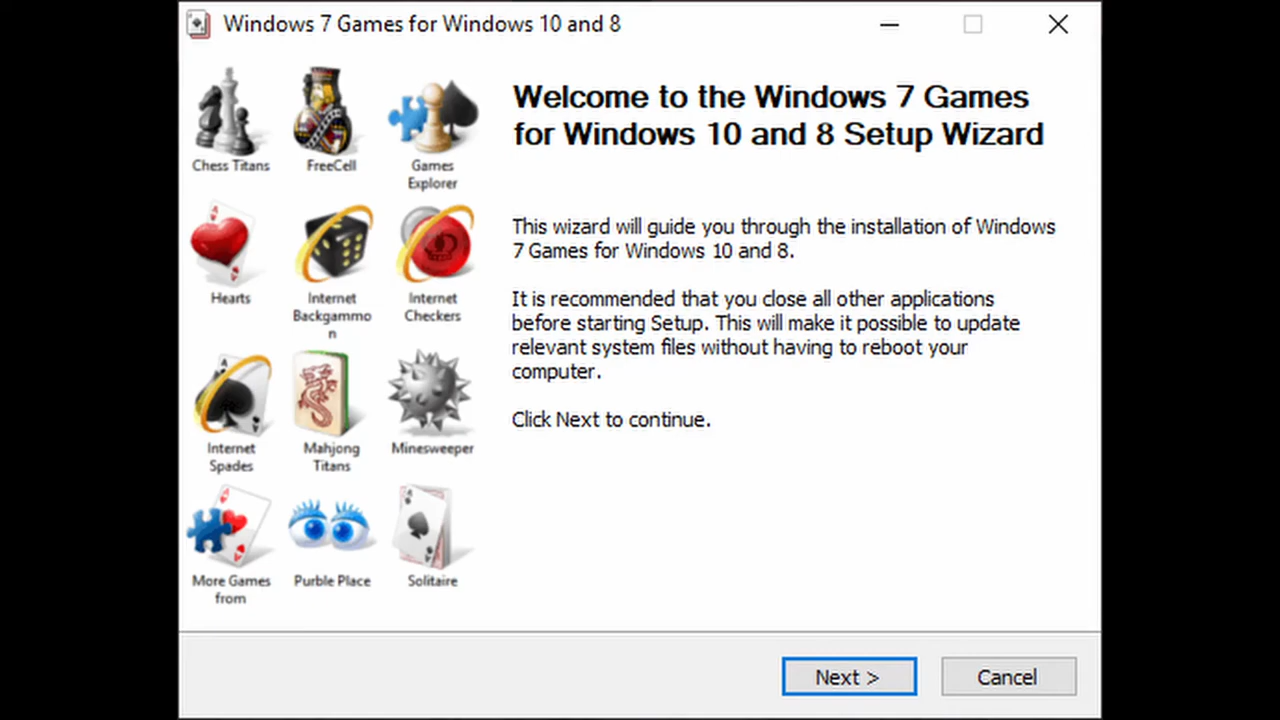 Windows 7 Games for Windows 10 and 8
Chess Titans
FreeCell
Games
Explorer
Hearts
Internet
Backgammo
n
Internet
Checkers
Internet
Spades
Mahjong
Titans
Minesweeper
More Games
from
Purble Place
Solitaire
Welcome to the Windows 7 Games
for Windows 10 and 8 Setup Wizard
This wizard will guide you through the installation of Windows
7 Games for Windows 10 and 8.
It is recommended that you close all other applications
before starting Setup. This will make it possible to update
relevant system files without having to reboot your
computer.
Click Next to continue.
Next >
Cancel